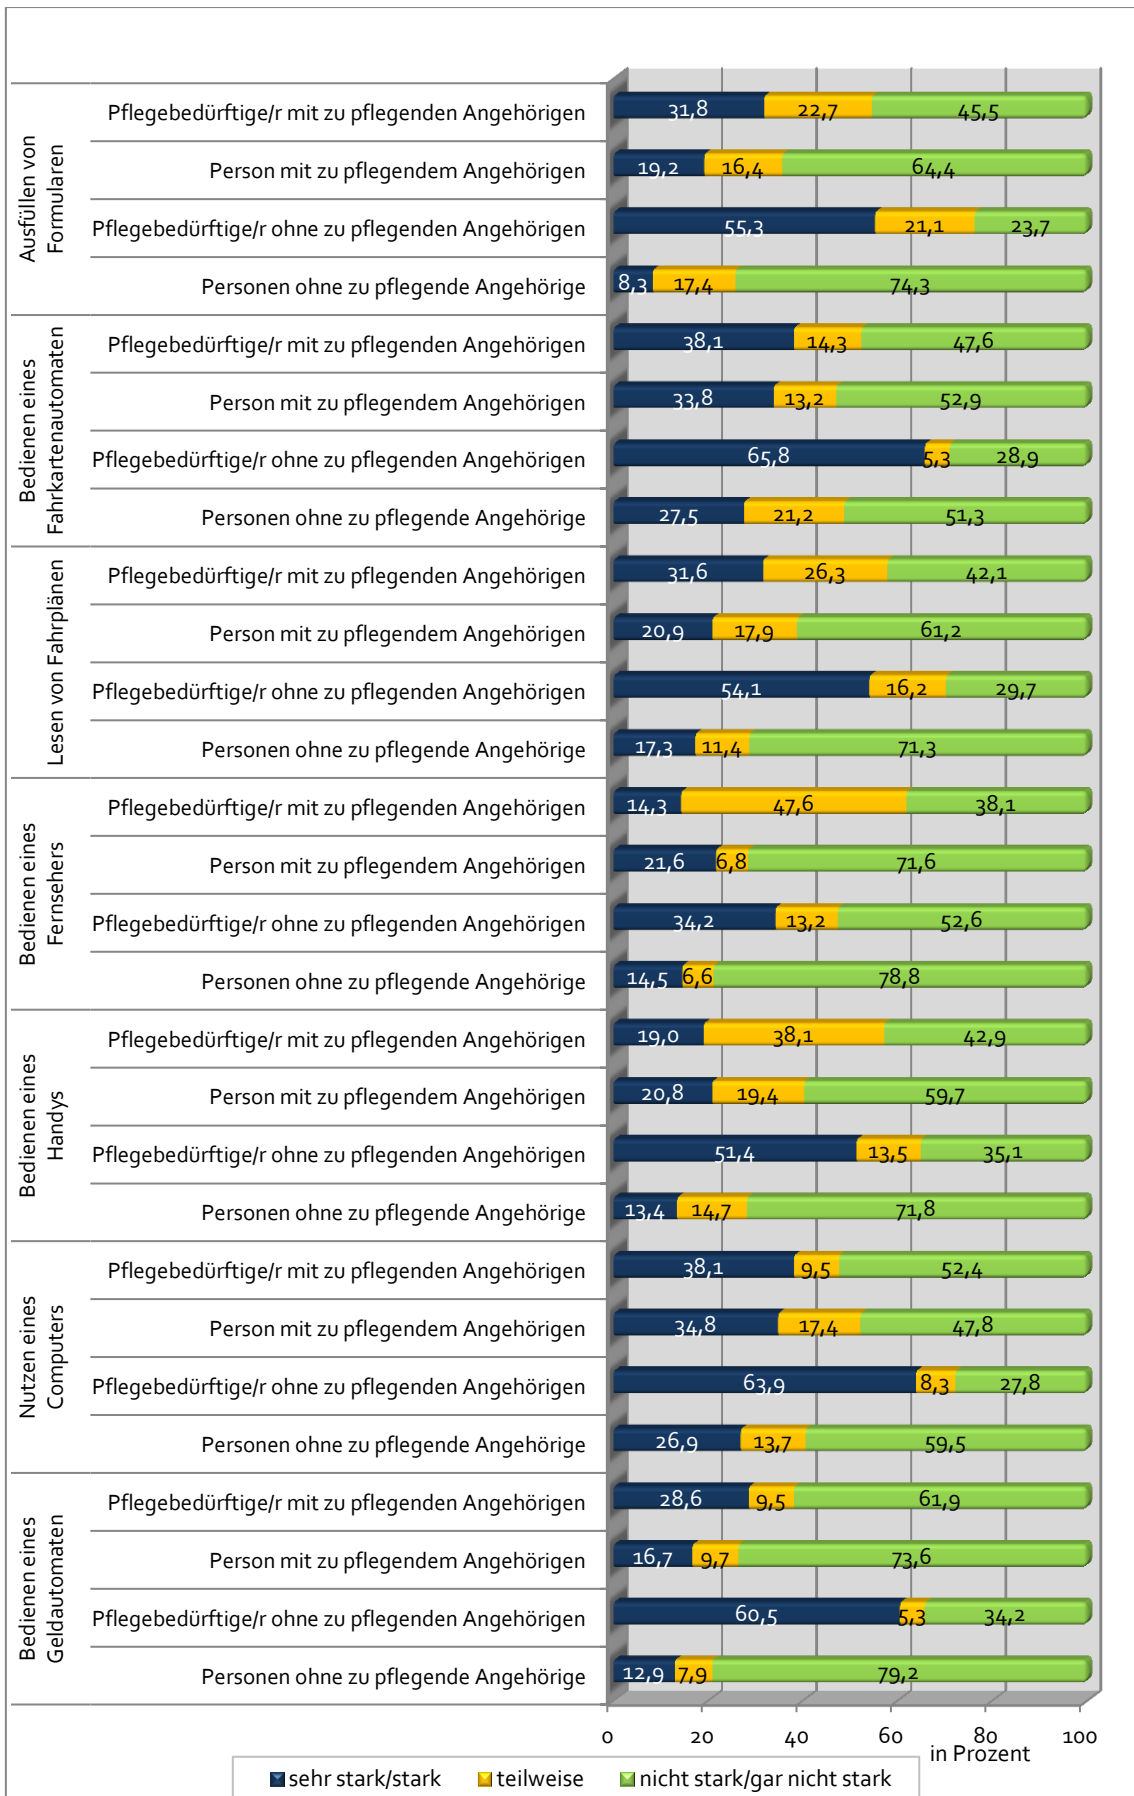 Ausfüllen von
Formularen
Pflegebedürftige/r mit zu pflegenden Angehörigen
31,8 22,7 45,5
Person mit zu pflegendem Angehörigen
19,2 16,4 64,4
Pflegebedürftige/r ohne zu pflegenden Angehörigen
55,3 21,1 23,7
Personen ohne zu pflegende Angehörige
8,3 17,4 74,3
Bedienen eines
Fahrkartenautomaten
Pflegebedürftige/r mit zu pflegenden Angehörigen
38,1 14,3 47,6
Person mit zu pflegendem Angehörigen
33,8 13,2 52,9
Pflegebedürftige/r ohne zu pflegenden Angehörigen
65,8 5,3 28,9
Personen ohne zu pflegende Angehörige
27,5 21,2 51,3
Lesen von Fahrplänen
Pflegebedürftige/r mit zu pflegenden Angehörigen
31,6 26,3 42,1
Person mit zu pflegendem Angehörigen
20,9 17,9 61,2
Pflegebedürftige/r ohne zu pflegenden Angehörigen
54,1 16,2 29,7
Personen ohne zu pflegende Angehörige
17,3 11,4 71,3
Bedienen eines
Fernsehers
Pflegebedürftige/r mit zu pflegenden Angehörigen
14,3 47,6 38,1
Person mit zu pflegendem Angehörigen
21,6 6,8 71,6
Pflegebedürftige/r ohne zu pflegenden Angehörigen
34,2 13,2 52,6
Personen ohne zu pflegende Angehörige
14,5 6,6 78,8
Bedienen eines
Handys
Pflegebedürftige/r mit zu pflegenden Angehörigen
19,0 38,1 42,9
Person mit zu pflegendem Angehörigen
20,8 19,4 59,7
Pflegebedürftige/r ohne zu pflegenden Angehörigen
51,4 13,5 35,1
Personen ohne zu pflegende Angehörige
13,4 14,7 71,8
Nutzen eines
Computers
Pflegebedürftige/r mit zu pflegenden Angehörigen
38,1 9,5 52,4
Person mit zu pflegendem Angehörigen
34,8 17,4 47,8
Pflegebedürftige/r ohne zu pflegenden Angehörigen
63,9 8,3 27,8
Personen ohne zu pflegende Angehörige
26,9 13,7 59,5
Bedienen eines
Geldautomaten
Pflegebedürftige/r mit zu pflegenden Angehörigen
28,6 9,5 61,9
Person mit zu pflegendem Angehörigen
16,7 9,7 73,6
Pflegebedürftige/r ohne zu pflegenden Angehörigen
60,5 5,3 34,2
Personen ohne zu pflegende Angehörige
12,9 7,9 79,2
0 20 40 60 80 100
in Prozent
sehr stark/stark teilweise nicht stark/gar nicht stark